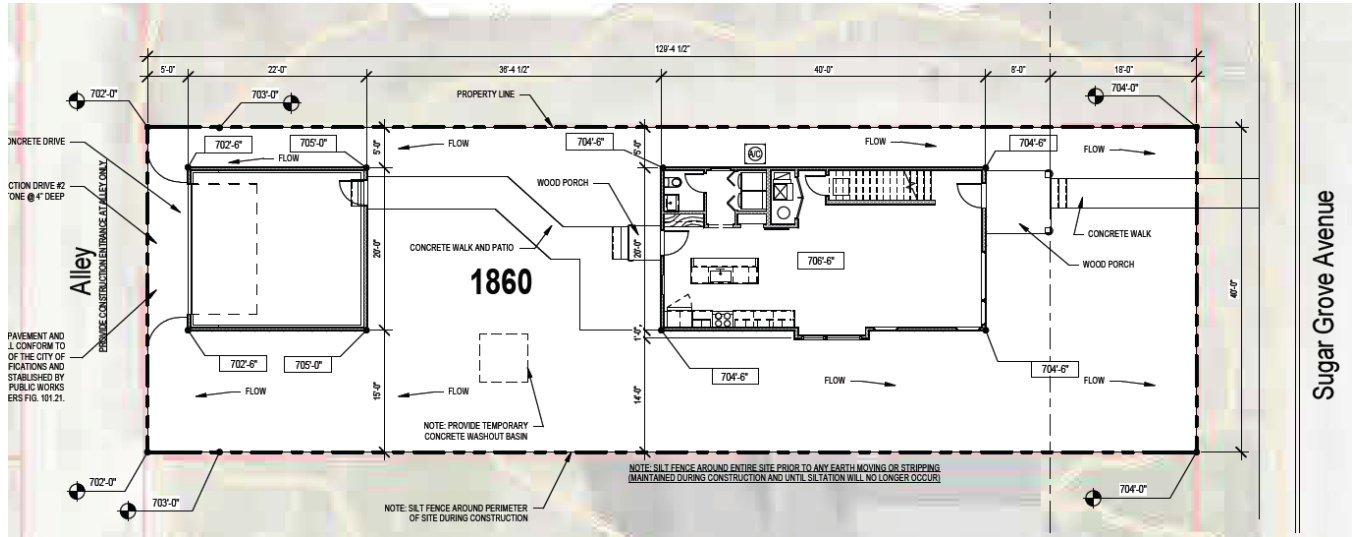 129'-4 1/2"
5'-0"
22'-0"
36'-4 1/2"
40'-0"
8'-0"
18'-0"
702'-0"
703'-0"
PROPERTY LINE
704'-0"
CONCRETE DRIVE
702'-6"
705'-0"
FLOW
5'-0"
FLOW
704'-6"
5'-0"
A/C
FLOW
704'-6"
FLOW
CTION DRIVE #2
TONE @ 4" DEEP
WOOD PORCH
Alley
PROVIDE CONSTRUCTION ENTRANCE AT ALLEY ONLY
20'-0"
CONCRETE WALK AND PATIO
20'-0"
706'-6"
CONCRETE WALK
WOOD PORCH
1860
40'-0"
Sugar Grove Avenue
PAVEMENT AND
LL CONFORM TO
OF THE CITY OF
IFICATIONS AND
STABLISHED BY
PUBLIC WORKS
ERS FIG. 101.21.
702'-6"
705'-0"
1'-0"
704'-6"
704'-6"
FLOW
15'-0"
FLOW
14'-0"
FLOW
FLOW
NOTE: PROVIDE TEMPORARY
CONCRETE WASHOUT BASIN
702'-0"
703'-0"
NOTE: SILT FENCE AROUND ENTIRE SITE PRIOR TO ANY EARTH MOVING OR STRIPPING
(MAINTAINED DURING CONSTRUCTION AND UNTIL SILTATION WILL NO LONGER OCCUR)
704'-0"
NOTE: SILT FENCE AROUND PERIMETER
OF SITE DURING CONSTRUCTION